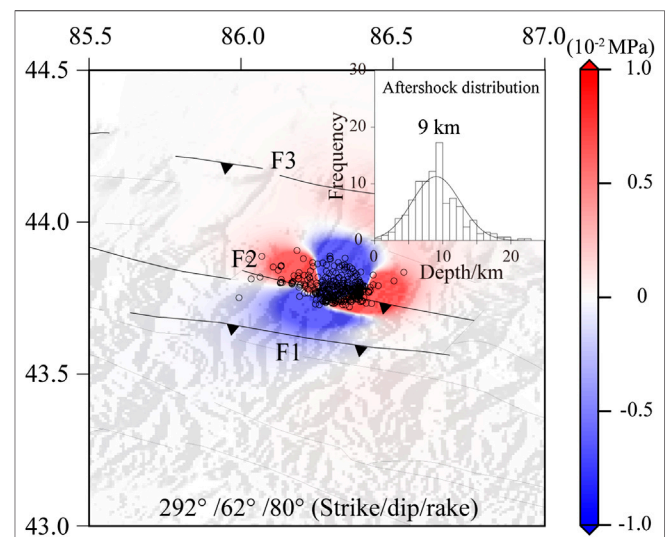 85.5 86.0 86.5 87.0
(10-2 MPa)
44.5
44.0
43.5
43.0
30
20
10
0
Frequency
Aftershock distribution
9 km
0 10 20
Depth/km
F3
F2
F1
292° /62° /80° (Strike/dip/rake)
1.0
0.5
0
-0.5
-1.0